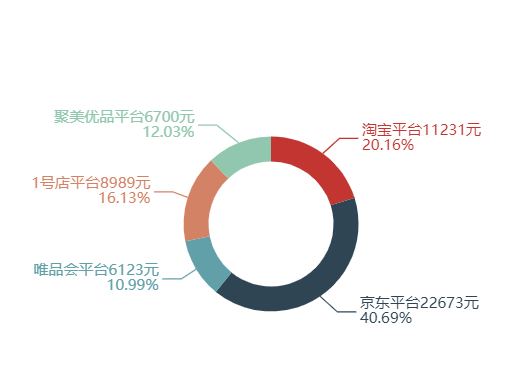 聚美优品平台6700元
12.03%
淘宝平台11231元
20.16%
1号店平台8989元
16.13%
唯品会平台6123元
10.99%
京东平台22673元
40.69%